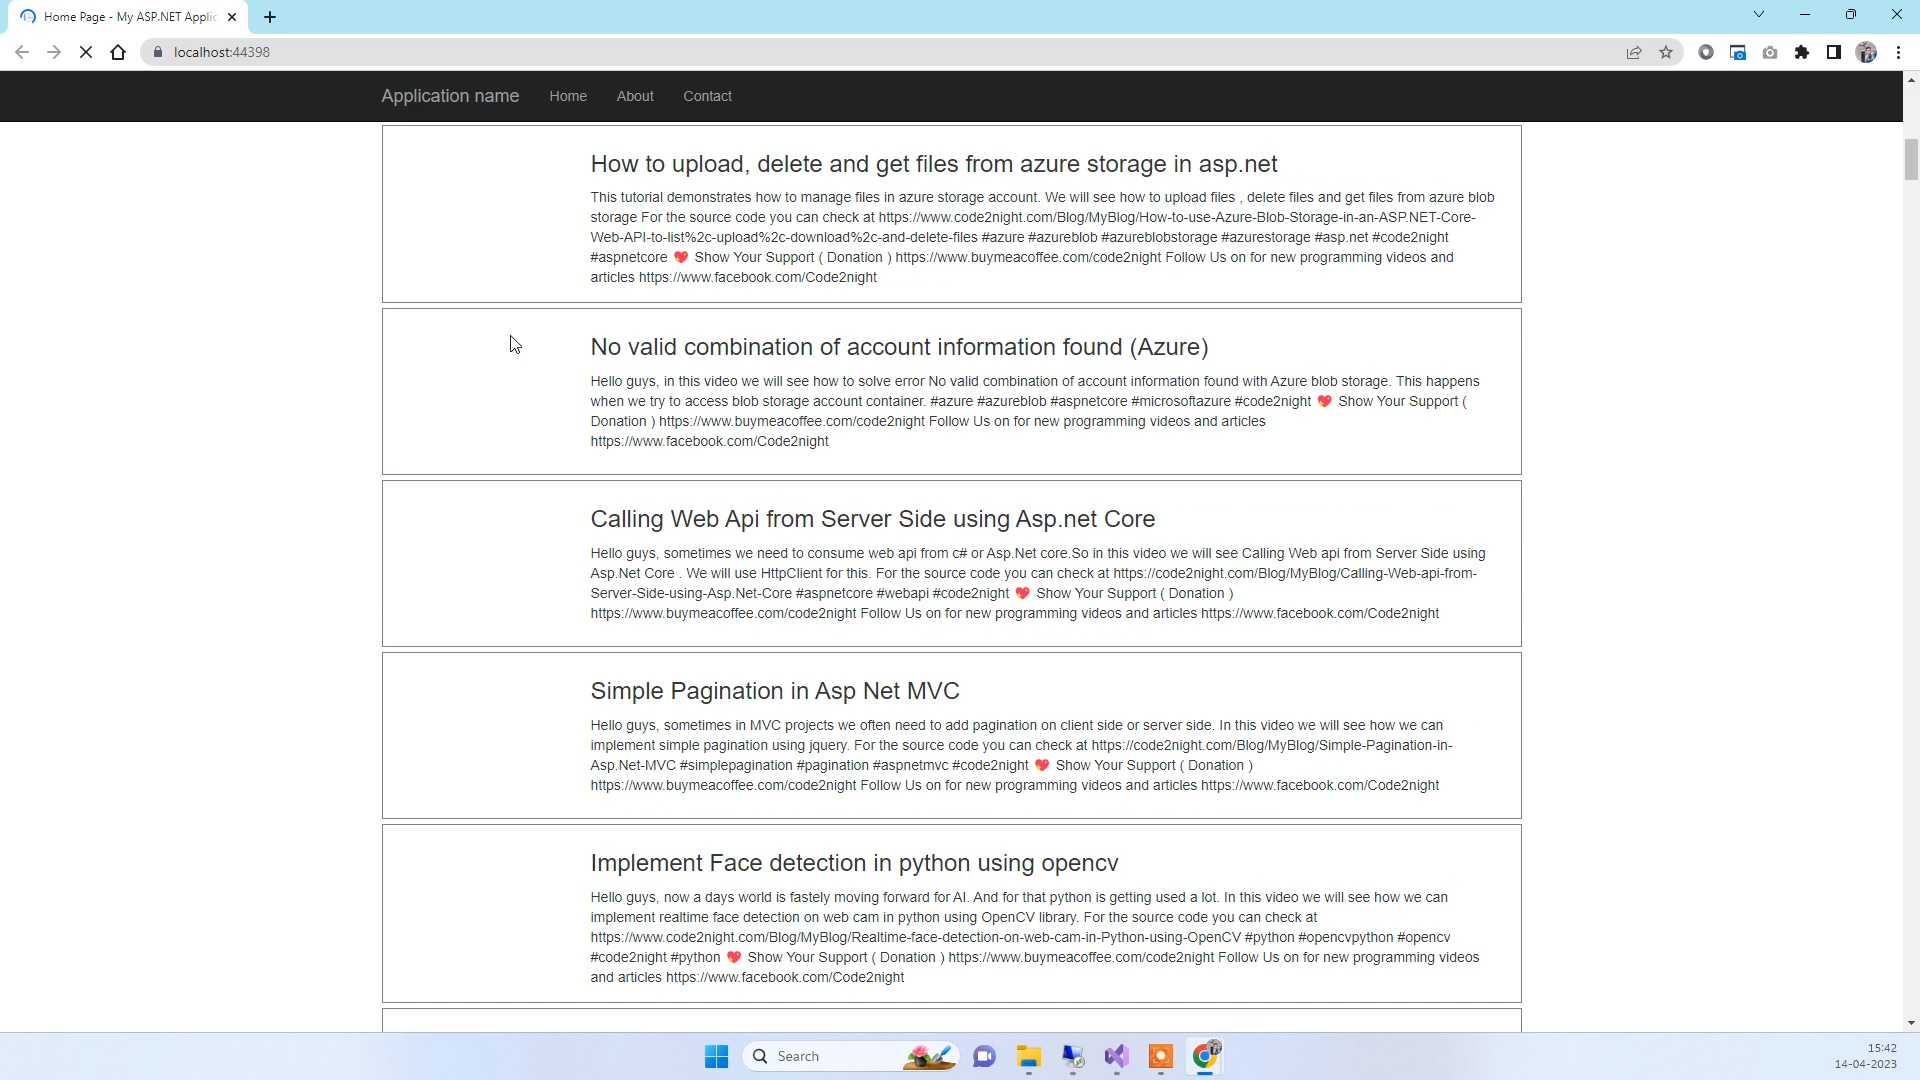 Home Page - My ASP.NET Applic
localhost:44398
Application name Home About Contact
How to upload, delete and get files from azure storage in asp.net
This tutorial demonstrates how to manage files in azure storage account. We will see how to upload files , delete files and get files from azure blob
storage For the source code you can check at https://www.code2night.com/Blog/MyBlog/How-to-use-Azure-Blob-Storage-in-an-ASP.NET-Core-
Web-API-to-list%2c-upload%2c-download%2c-and-delete-files #azure #azureblob #azureblobstorage #azurestorage #asp.net #code2night
#aspnetcore 💖 Show Your Support ( Donation ) https://www.buymeacoffee.com/code2night Follow Us on for new programming videos and
articles https://www.facebook.com/Code2night
No valid combination of account information found (Azure)
Hello guys, in this video we will see how to solve error No valid combination of account information found with Azure blob storage. This happens
when we try to access blob storage account container. #azure #azureblob #aspnetcore #microsoftazure #code2night 💖 Show Your Support (
Donation ) https://www.buymeacoffee.com/code2night Follow Us on for new programming videos and articles
https://www.facebook.com/Code2night
Calling Web Api from Server Side using Asp.net Core
Hello guys, sometimes we need to consume web api from c# or Asp.Net core.So in this video we will see Calling Web api from Server Side using
Asp.Net Core . We will use HttpClient for this. For the source code you can check at https://code2night.com/Blog/MyBlog/Calling-Web-api-from-
Server-Side-using-Asp.Net-Core #aspnetcore #webapi #code2night 💖 Show Your Support ( Donation )
https://www.buymeacoffee.com/code2night Follow Us on for new programming videos and articles https://www.facebook.com/Code2night
Simple Pagination in Asp Net MVC
Hello guys, sometimes in MVC projects we often need to add pagination on client side or server side. In this video we will see how we can
implement simple pagination using jquery. For the source code you can check at https://code2night.com/Blog/MyBlog/Simple-Pagination-in-
Asp.Net-MVC #simplepagination #pagination #aspnetmvc #code2night 💖 Show Your Support ( Donation )
https://www.buymeacoffee.com/code2night Follow Us on for new programming videos and articles https://www.facebook.com/Code2night
Implement Face detection in python using opencv
Hello guys, now a days world is fastely moving forward for AI. And for that python is getting used a lot. In this video we will see how we can
implement realtime face detection on web cam in python using OpenCV library. For the source code you can check at
https://www.code2night.com/Blog/MyBlog/Realtime-face-detection-on-web-cam-in-Python-using-OpenCV #python #opencvpython #opencv
#code2night #python 💖 Show Your Support ( Donation ) https://www.buymeacoffee.com/code2night Follow Us on for new programming videos
and articles https://www.facebook.com/Code2night
Search
15:42
14-04-2023